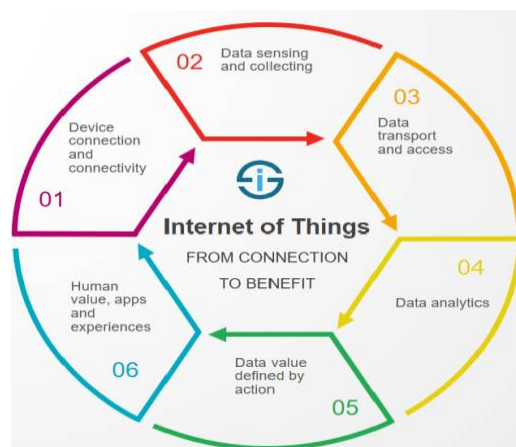 01
Device
connection
and
connectivity
02
Data sensing
and collecting
03
Data
transport
and access
04
Data analytics
05
Data value
defined by
action
06
Human
value, apps
and
experiences
Internet of Things
FROM CONNECTION
TO BENEFIT